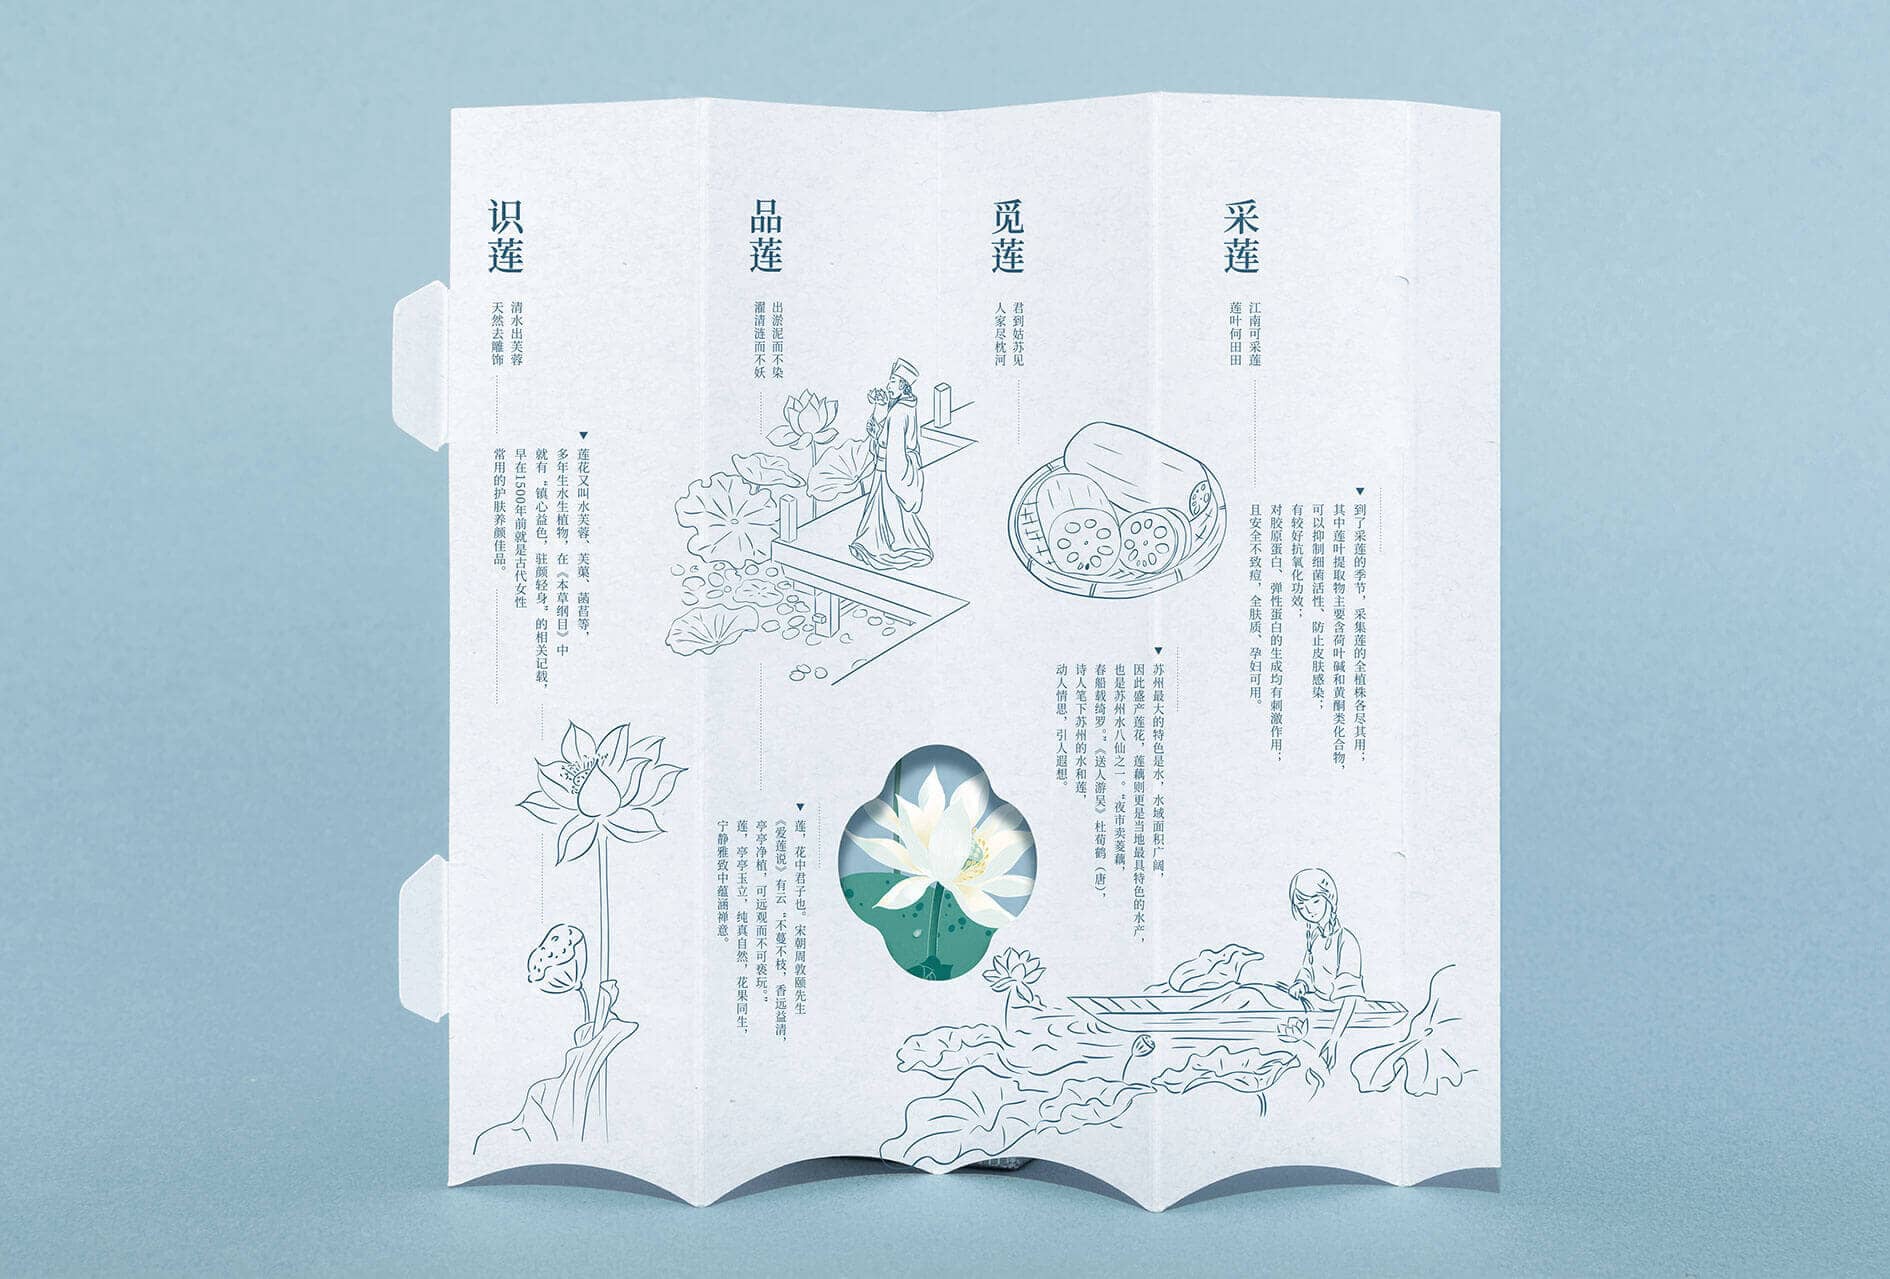 识莲
清水出芙蓉
天然去雕饰
▼莲花又叫水芙蓉、芙蕖、菡萏等，
多年生水生植物，在《本草纲目》中
就有“镇心益色，驻颜轻身”的相关记载，
早在1500年前就是古代女性
常用的护肤养颜佳品。
品莲
出淤泥而不染
濯清涟而不妖
▼莲，花中君子也。宋朝周敦颐先生
《爱莲说》有云“不蔓不枝，香远益清，
亭亭净植，可远观而不可亵玩。”
莲，亭亭玉立，纯真自然，花果同生，
宁静雅致中蕴涵禅意。
觅莲
君到姑苏见
人家尽枕河
▼苏州最大的特色是水，水域面积广阔，
因此盛产莲花，莲藕则更是当地最具特色的水产，
也是苏州水八仙之一。“夜市卖菱藕，
春船载绮罗。”《送人游吴》杜荀鹤（唐），
诗人笔下苏州的水和莲，
动人情思，引人遐想。
采莲
江南可采莲
莲叶何田田
▼到了采莲的季节，采集莲的全植株各尽其用；
其中莲叶提取物主要含荷叶碱和黄酮类化合物，
可以抑制细菌活性、防止皮肤感染；
有较好抗氧化功效；
对胶原蛋白、弹性蛋白的生成均有刺激作用；
且安全不致痘，全肤质、孕妇可用。